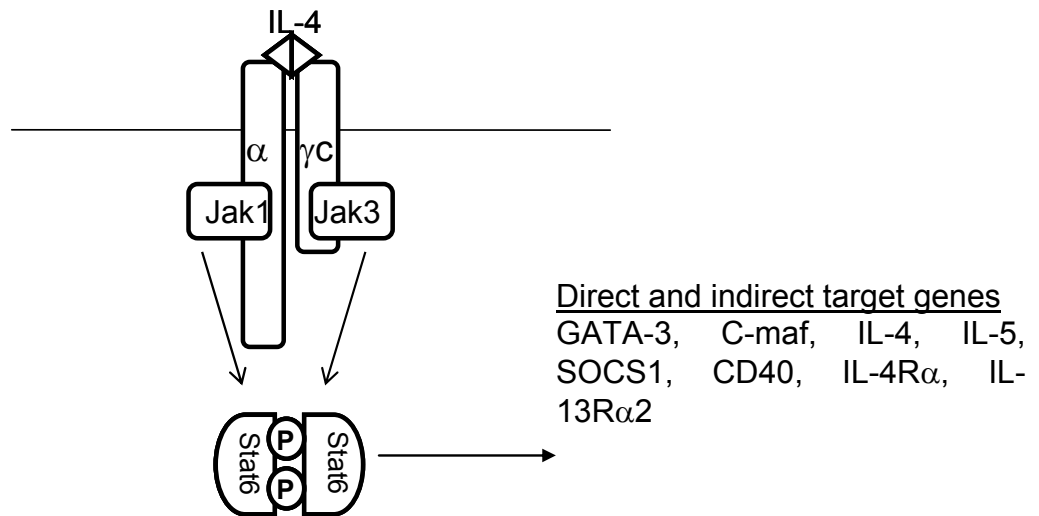 IL-4
α γc
Jak1 Jak3
Direct and indirect target genes
GATA-3, C-maf, IL-4, IL-5,
SOCS1, CD40, IL-4Rα, IL-
13Rα2
Stat6 P Stat6
P